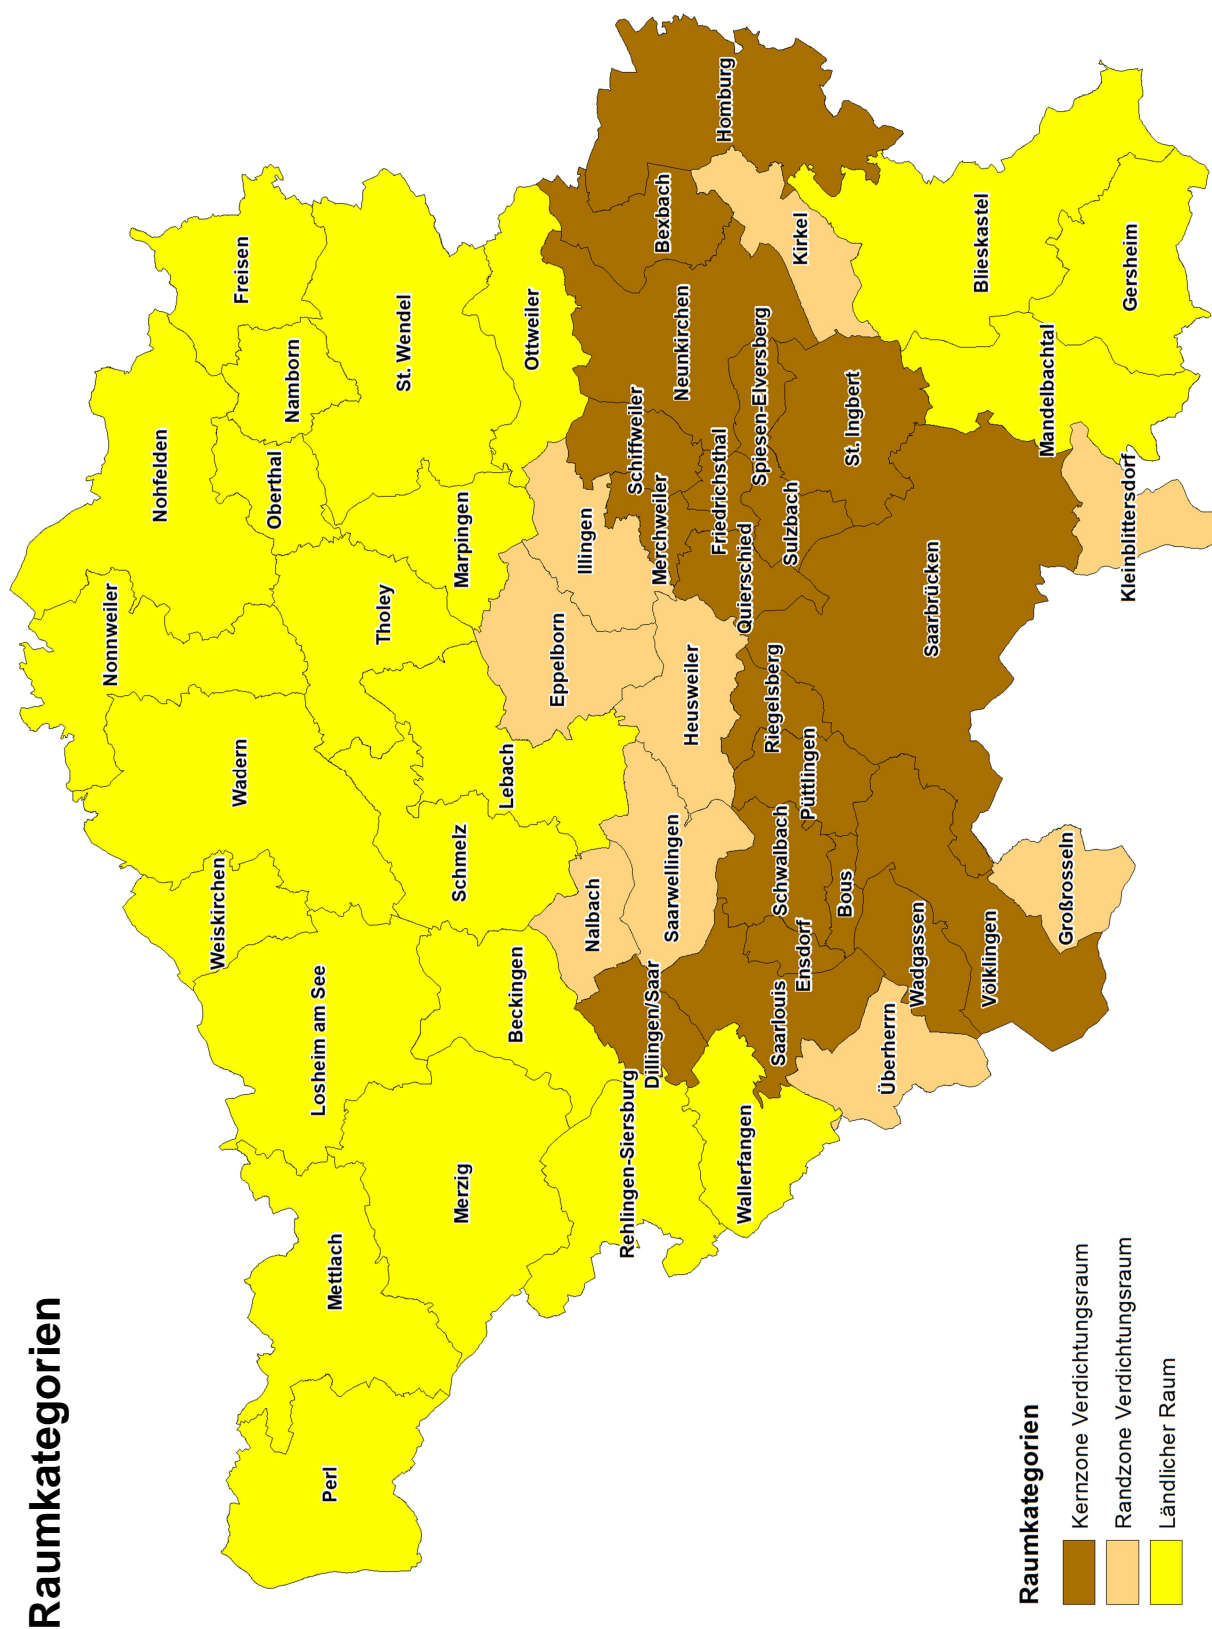 Raumkategorien
Perl
Mettlach
Merzig
Losheim am See
Weiskirchen
Wadern
Nonnweiler
Nohfelden
Freisen
Namborn
Oberthal
St. Wendel
Tholey
Marpingen
Ottweiler
Schmelz
Lebach
Beckingen
Eppelborn
Illingen
Nalbach
Rehlingen-Siersburg
Dillingen/Saar
Saarwellingen
Heusweiler
Merchweiler
Schiffweiler
Neunkirchen
Bexbach
Homburg
Wallerfangen
Saarlouis
Ensdorf
Schwalbach
Püttlingen
Riegelsberg
Quierschied
Friedrichsthal
Sulzbach
Spiesen-Elversberg
Kirkel
St. Ingbert
Bous
Überherrn
Wadgassen
Völklingen
Saarbrücken
Großrosseln
Blieskastel
Mandelbachtal
Kleinblittersdorf
Gersheim
Raumkategorien
Kernzone Verdichtungsraum
Randzone Verdichtungsraum
Ländlicher Raum